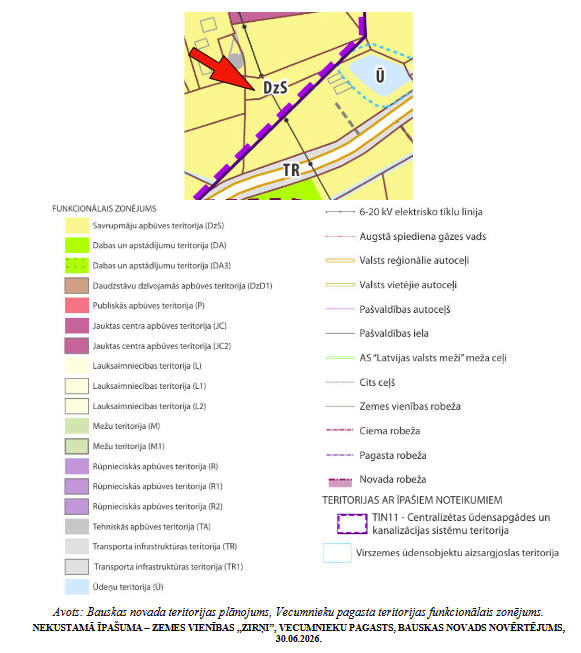 DzS
Ū
TR
FUNKCIONĀLAIS ZONĒJUMS
Savrupmāju apbūves teritorija (DzS)
Dabas un apstādījumu teritorija (DA)
Dabas un apstādījumu teritorija (DA3)
Daudzstāvu dzīvojamās apbūves teritorija (DzD1)
Publiskās apbūves teritorija (P)
Jauktas centra apbūves teritorija (JC)
Jauktas centra apbūves teritorija (JC2)
Lauksaimniecības teritorija (L)
Lauksaimniecības teritorija (L1)
Lauksaimniecības teritorija (L2)
Mežu teritorija (M)
Mežu teritorija (M1)
Rūpnieciskās apbūves teritorija (R)
Rūpnieciskās apbūves teritorija (R1)
Rūpnieciskās apbūves teritorija (R2)
Tehniskās apbūves teritorija (TA)
Transporta infrastruktūras teritorija (TR)
Transporta infrastruktūras teritorija (TR1)
Ūdeņu teritorija (Ū)
6-20 kV elektrisko tīklu līnija
Augstā spiediena gāzes vads
Valsts reģionālie autoceļi
Valsts vietējie autoceļi
Pašvaldības autoceļš
Pašvaldības iela
AS "Latvijas valsts meži" meža ceļi
Cits ceļš
Zemes vienības robeža
Ciema robeža
Pagasta robeža
Novada robeža
TERITORIJAS AR ĪPAŠIEM NOTEIKUMIEM
TIN11 - Centralizētas ūdensapgādes un
kanalizācijas sistēmu teritorija
Virszemes ūdensobjektu aizsargjoslas teritorija
Avots: Bauskas novada teritorijas plānojums, Vecumnieku pagasta teritorijas funkcionālais zonējums.
NEKUSTAMĀ ĪPAŠUMA – ZEMES VIENĪBAS „ZIRŅI”, VECUMNIEKU PAGASTS, BAUSKAS NOVADS NOVĒRTĒJUMS,
30.06.2026.